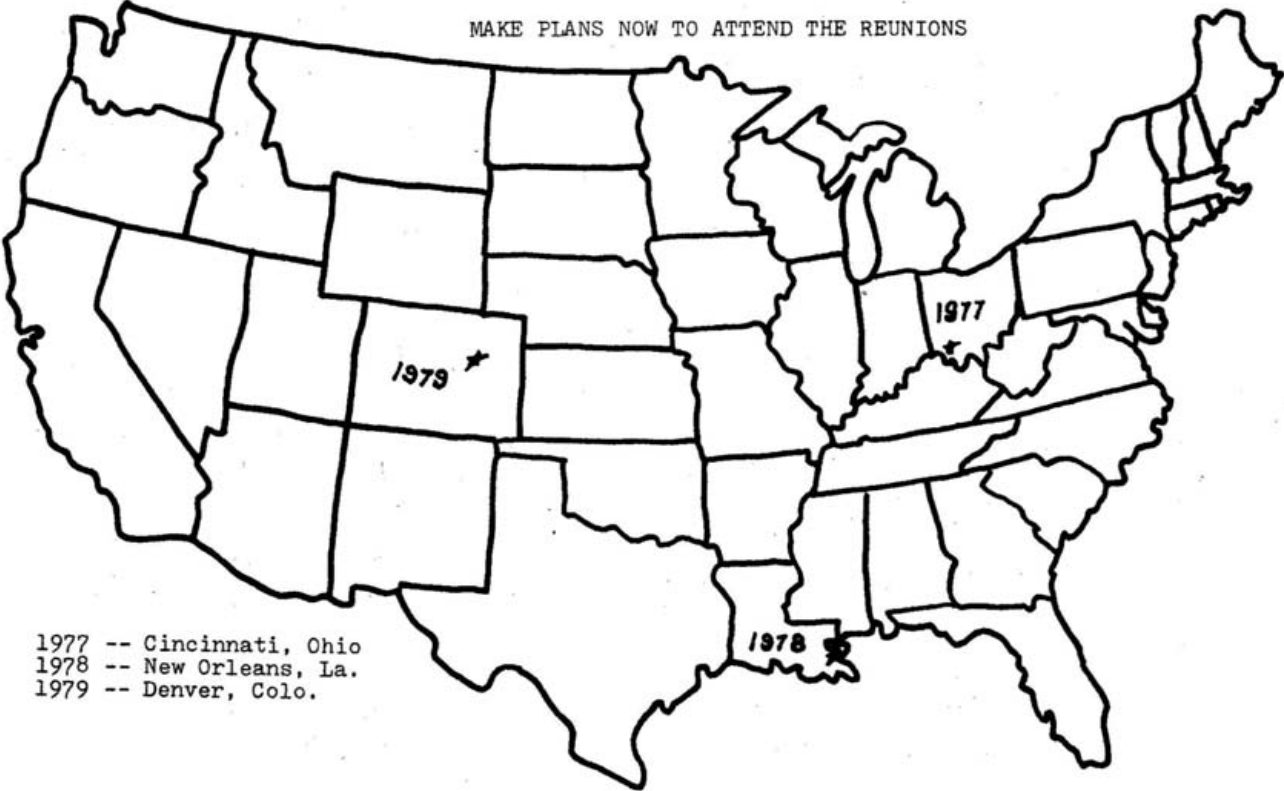 MAKE PLANS NOW TO ATTEND THE REUNIONS
1977
1979
1978
1977 -- Cincinnati, Ohio
1978 -- New Orleans, La.
1979 -- Denver, Colo.